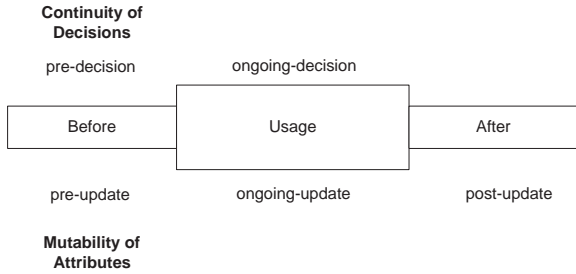 Continuity of
Decisions
pre-decision ongoing-decision
Before Usage After
pre-update ongoing-update post-update
Mutability of
Attributes